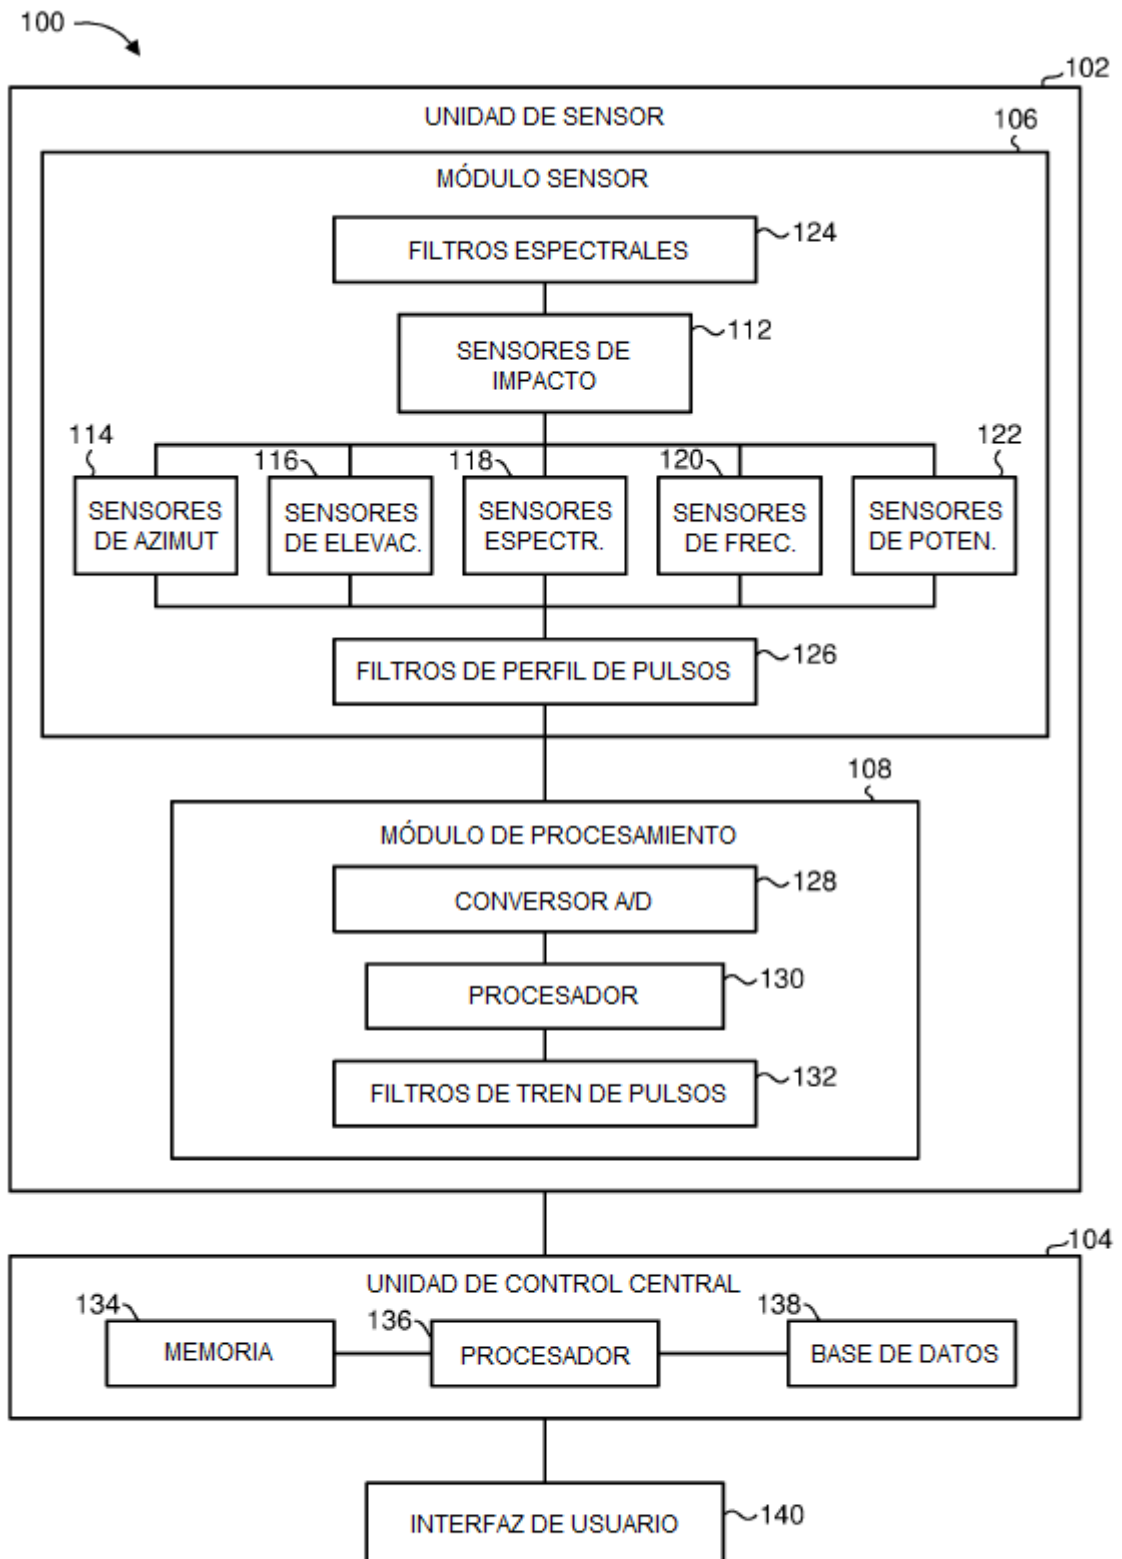 100
102
UNIDAD DE SENSOR
106
MÓDULO SENSOR
124
FILTROS ESPECTRALES
112
SENSORES DE
IMPACTO
114
116
118
120
122
SENSORES
DE AZIMUT
SENSORES
DE ELEVAC.
SENSORES
ESPECTR.
SENSORES
DE FREC.
SENSORES
DE POTEN.
126
FILTROS DE PERFIL DE PULSOS
108
MÓDULO DE PROCESAMIENTO
128
CONVERSOR A/D
130
PROCESADOR
132
FILTROS DE TREN DE PULSOS
104
UNIDAD DE CONTROL CENTRAL
134
136
138
MEMORIA
PROCESADOR
BASE DE DATOS
140
INTERFAZ DE USUARIO